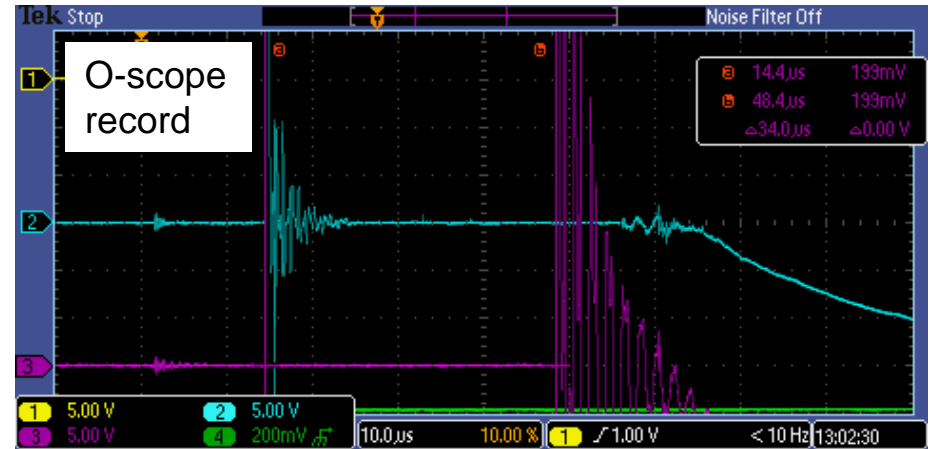 Tek Stop
Noise Filter Off
T
a
b
O-scope
record
1
2
3
a 14.4µs 199mV
b 48.4µs 199mV
△34.0µs △0.00 V
1 5.00 V 2 5.00 V
3 5.00 V 4 200mV
10.0µs 10.00 %
1 1.00 V
< 10 Hz
13:02:30